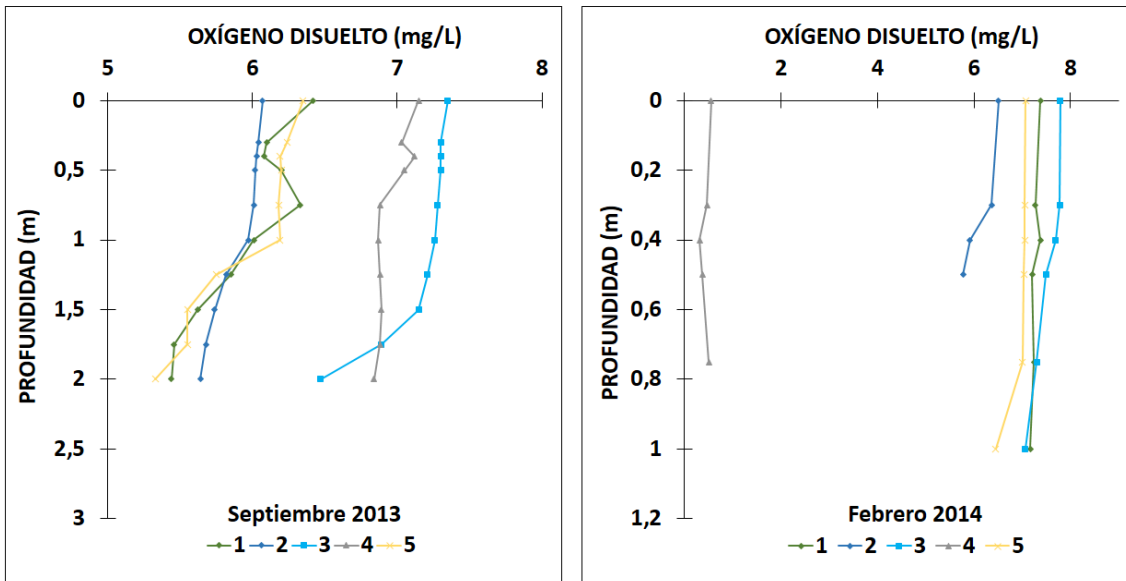 OXÍGENO DISUELTO (mg/L)
5 6 7 8
0
0,5
1
1,5
2
2,5
3
PROFUNDIDAD (m)
Septiembre 2013
1 2 3 4 5
OXÍGENO DISUELTO (mg/L)
2 4 6 8
0
0,2
0,4
0,6
0,8
1
1,2
PROFUNDIDAD (m)
Febrero 2014
1 2 3 4 5